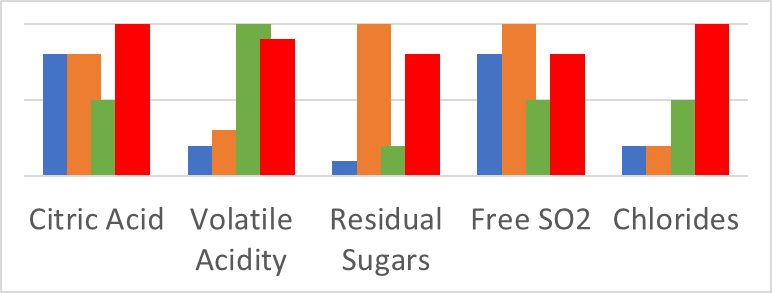 Citric Acid Volatile Residual Free SO2 Chlorides
Acidity Sugars